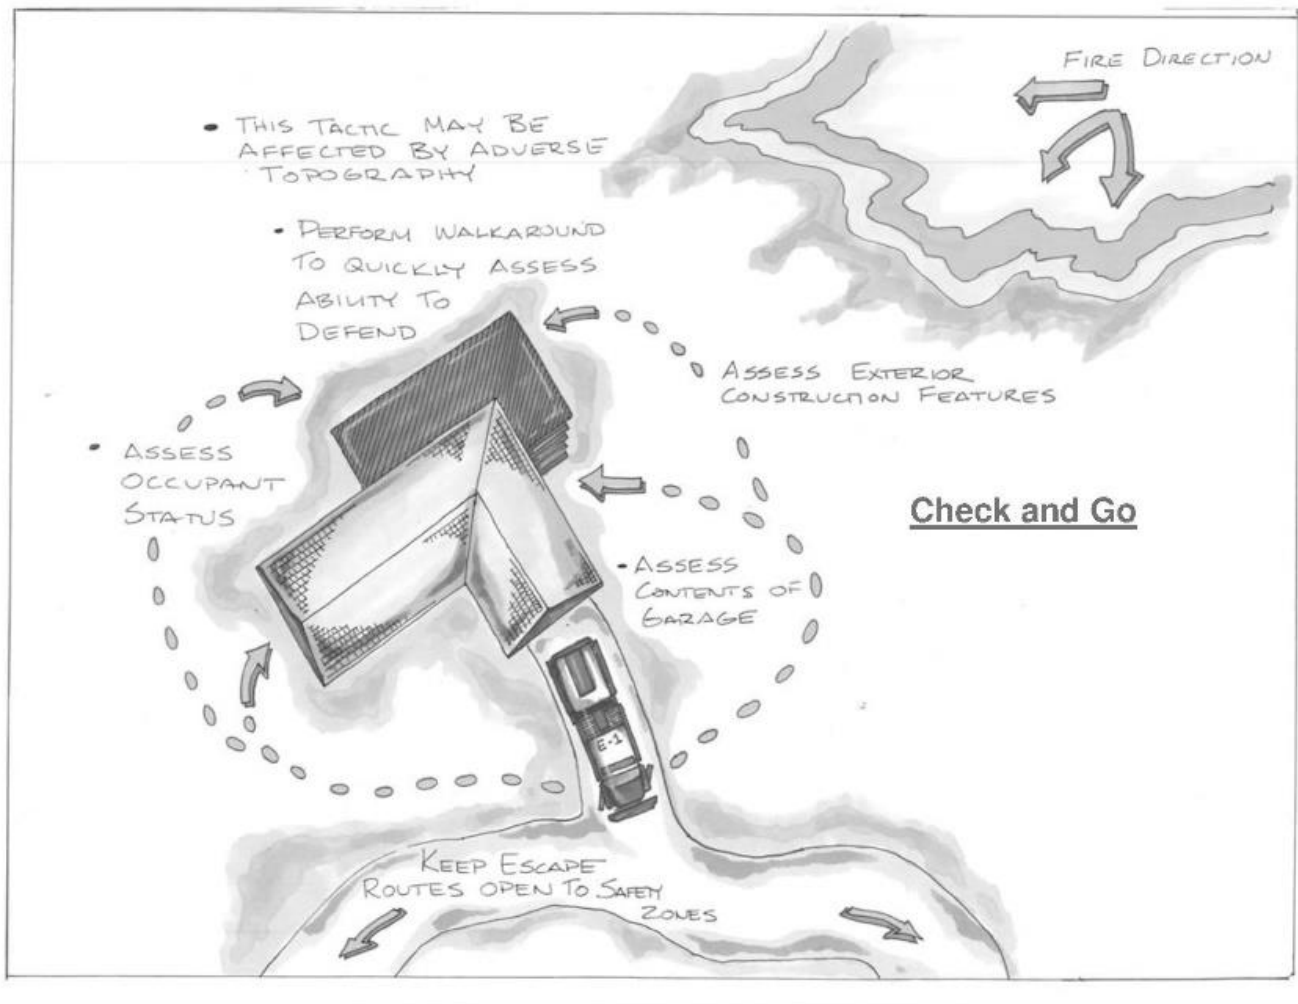 FIRE DIRECTION
• THIS TACTIC MAY BE
AFFECTED BY ADVERSE
TOPOGRAPHY
• PERFORM WALKAROUND
TO QUICKLY ASSESS
ABILITY TO
DEFEND
ASSESS EXTERIOR
CONSTRUCTION FEATURES
• ASSESS
OCCUPANT
STATUS
Check and Go
• ASSESS
CONTENTS OF
GARAGE
E-1
KEEP ESCAPE
ROUTES OPEN TO SAFETY
ZONES